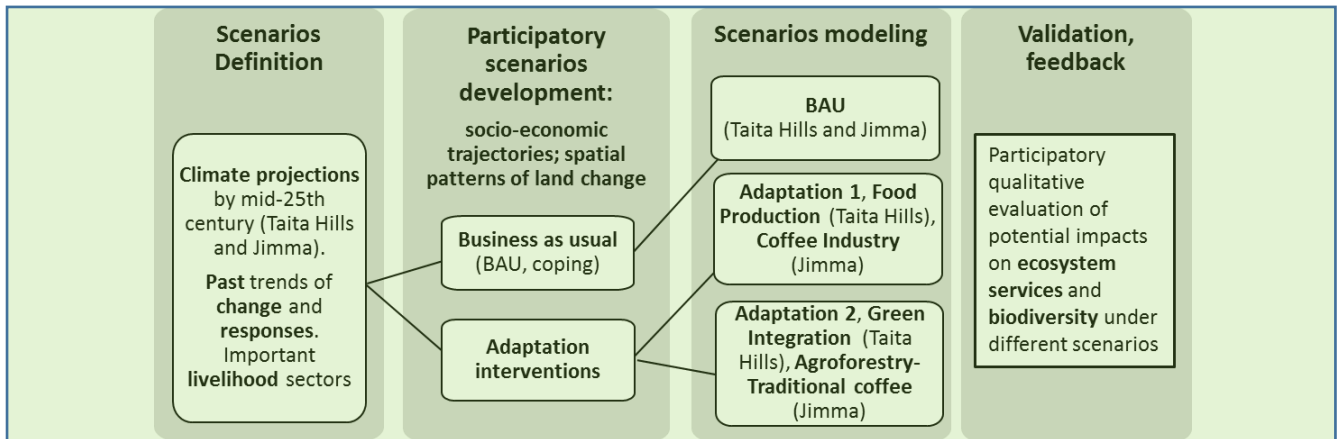 Scenarios
Definition
Climate projections
by mid-25th
century (Taita Hills
and Jimma).
Past trends of
change and
responses.
Important
livelihood sectors
Participatory
scenarios
development:
socio-economic
trajectories; spatial
patterns of land change
Business as usual
(BAU, coping)
Adaptation
interventions
Scenarios modeling
BAU
(Taita Hills and Jimma)
Adaptation 1, Food
Production (Taita Hills),
Coffee Industry
(Jimma)
Adaptation 2, Green
Integration (Taita
Hills), Agroforestry-
Traditional coffee
(Jimma)
Validation,
feedback
Participatory
qualitative
evaluation of
potential impacts
on ecosystem
services and
biodiversity under
different scenarios